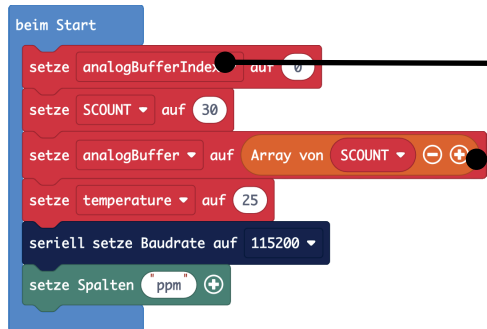 beim Start
setze analogBufferIndex auf 0
setze SCOUNT auf 30
setze analogBuffer auf Array von SCOUNT
setze temperature auf 25
seriell setze Baudrate auf 115200
setze Spalten "ppm"